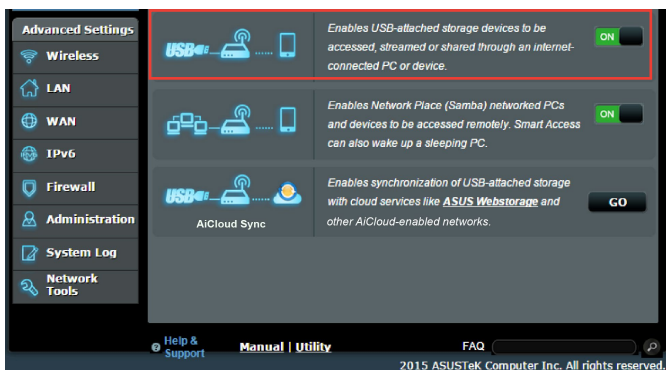 Advanced Settings
Wireless
LAN
WAN
IPv6
Firewall
Administration
System Log
Network
Tools
USB
Enables USB-attached storage devices to be
accessed, streamed or shared through an internet-
connected PC or device.
ON
Enables Network Place (Samba) networked PCs
and devices to be accessed remotely. Smart Access
can also wake up a sleeping PC.
ON
USB
AiCloud Sync
Enables synchronization of USB-attached storage
with cloud services like ASUS Webstorage and
other AiCloud-enabled networks.
GO
Help &
Support
Manual | Utility
FAQ
2015 ASUSTeK Computer Inc. All rights reserved.